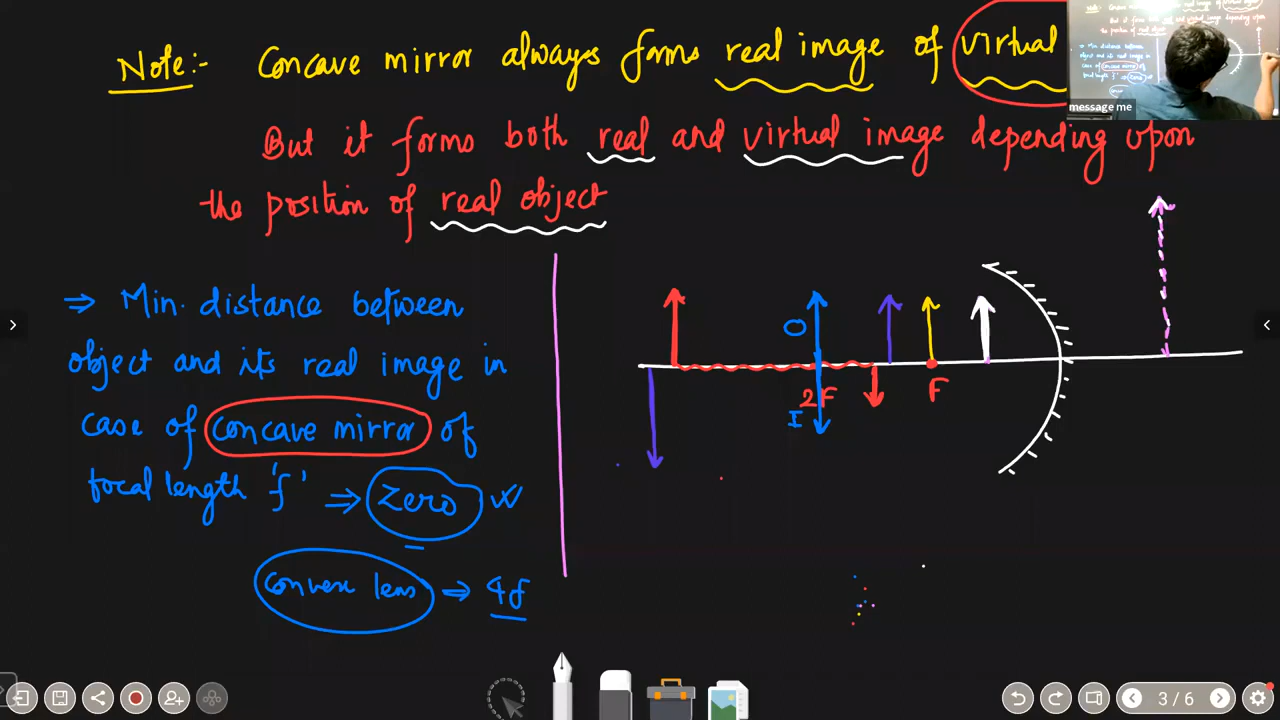 Note:- Concave mirror always forms real image of virtual
message me
But it forms both real and virtual image depending upon
the position of real object
⇒ Min. distance between
object and its real image in
case of concave mirror of
focal length 'f' ⇒ Zero
Convex lens ⇒ 4f
O
2F
I
F
3 / 6